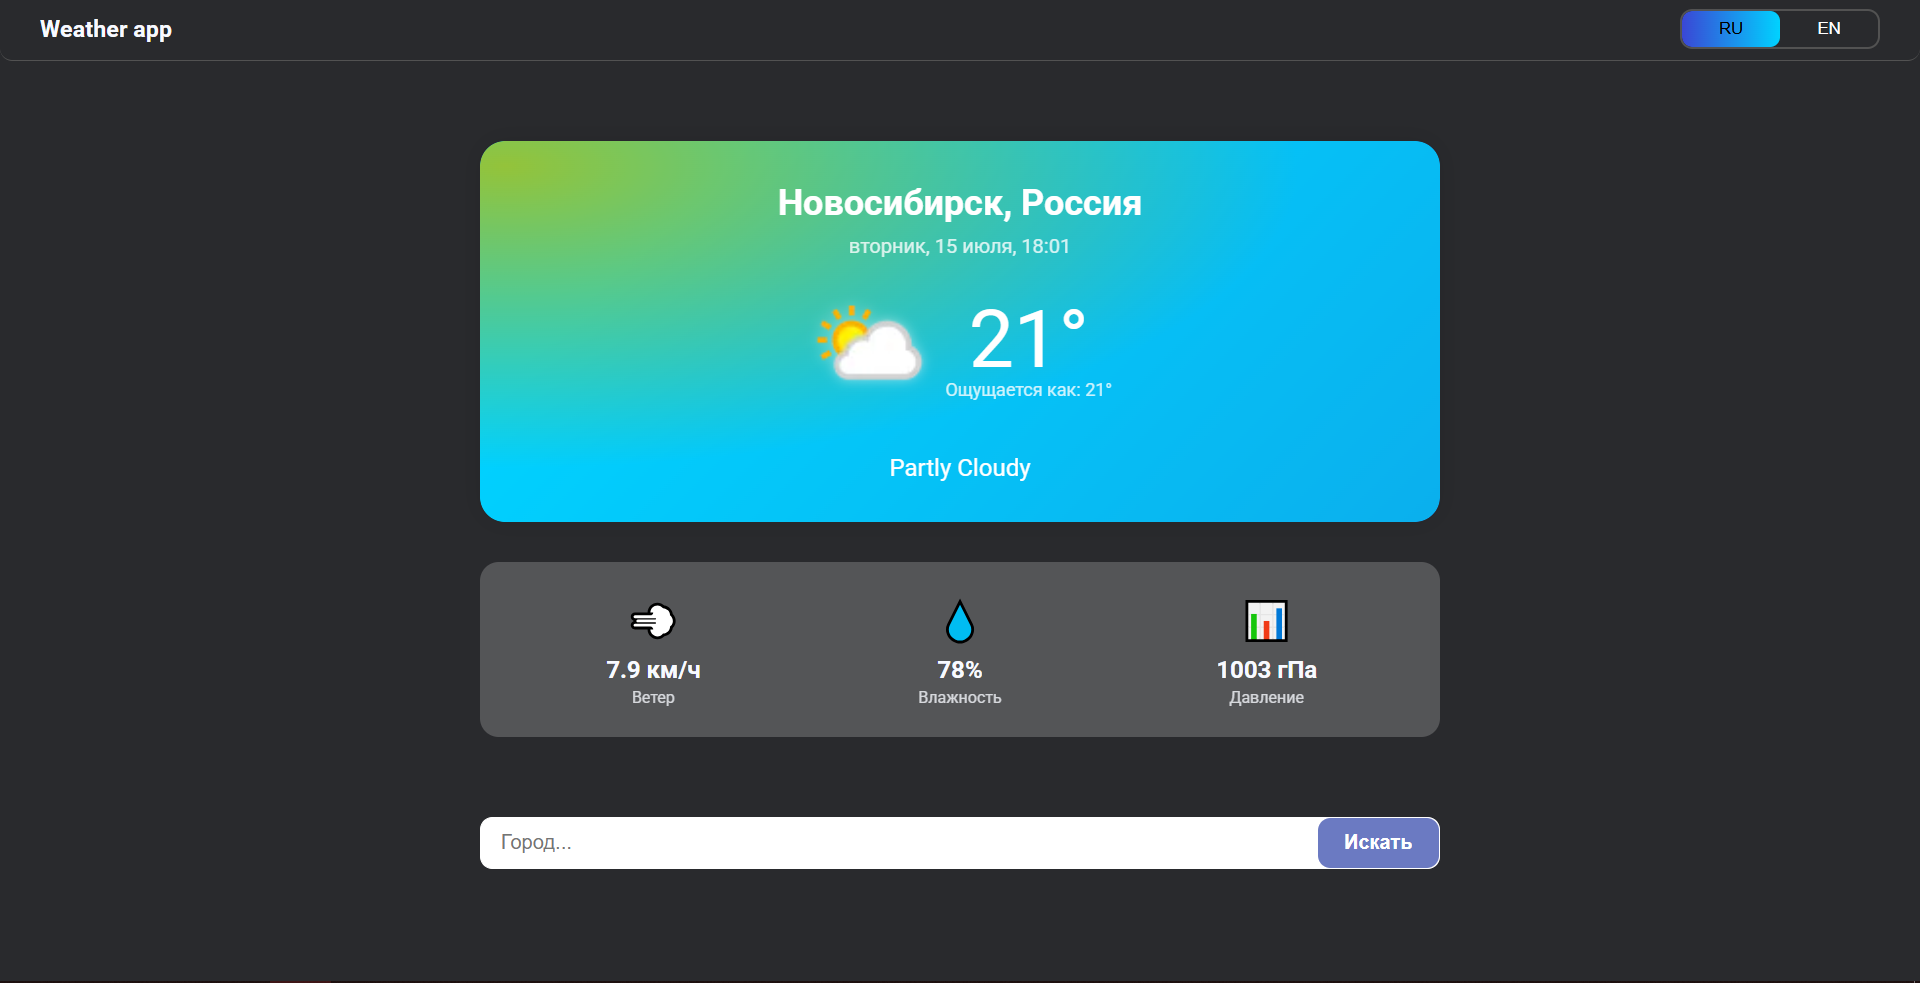 Weather app
RU EN
Новосибирск, Россия
вторник, 15 июля, 18:01
21°
Ощущается как: 21°
Partly Cloudy
7.9 км/ч 78% 1003 гПа
Ветер Влажность Давление
Город... Искать